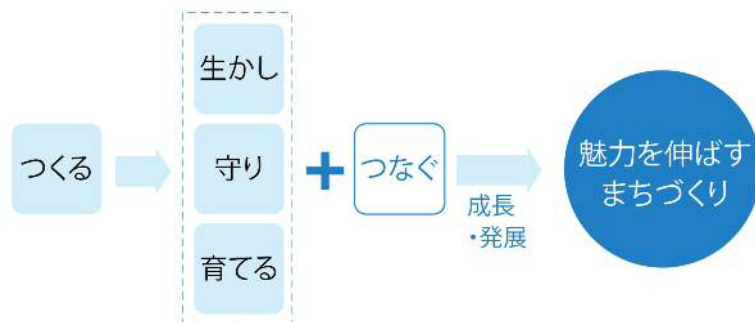 つくる
生かし
守り
育てる
+
つなぐ
成長
・発展
魅力を伸ばす
まちづくり